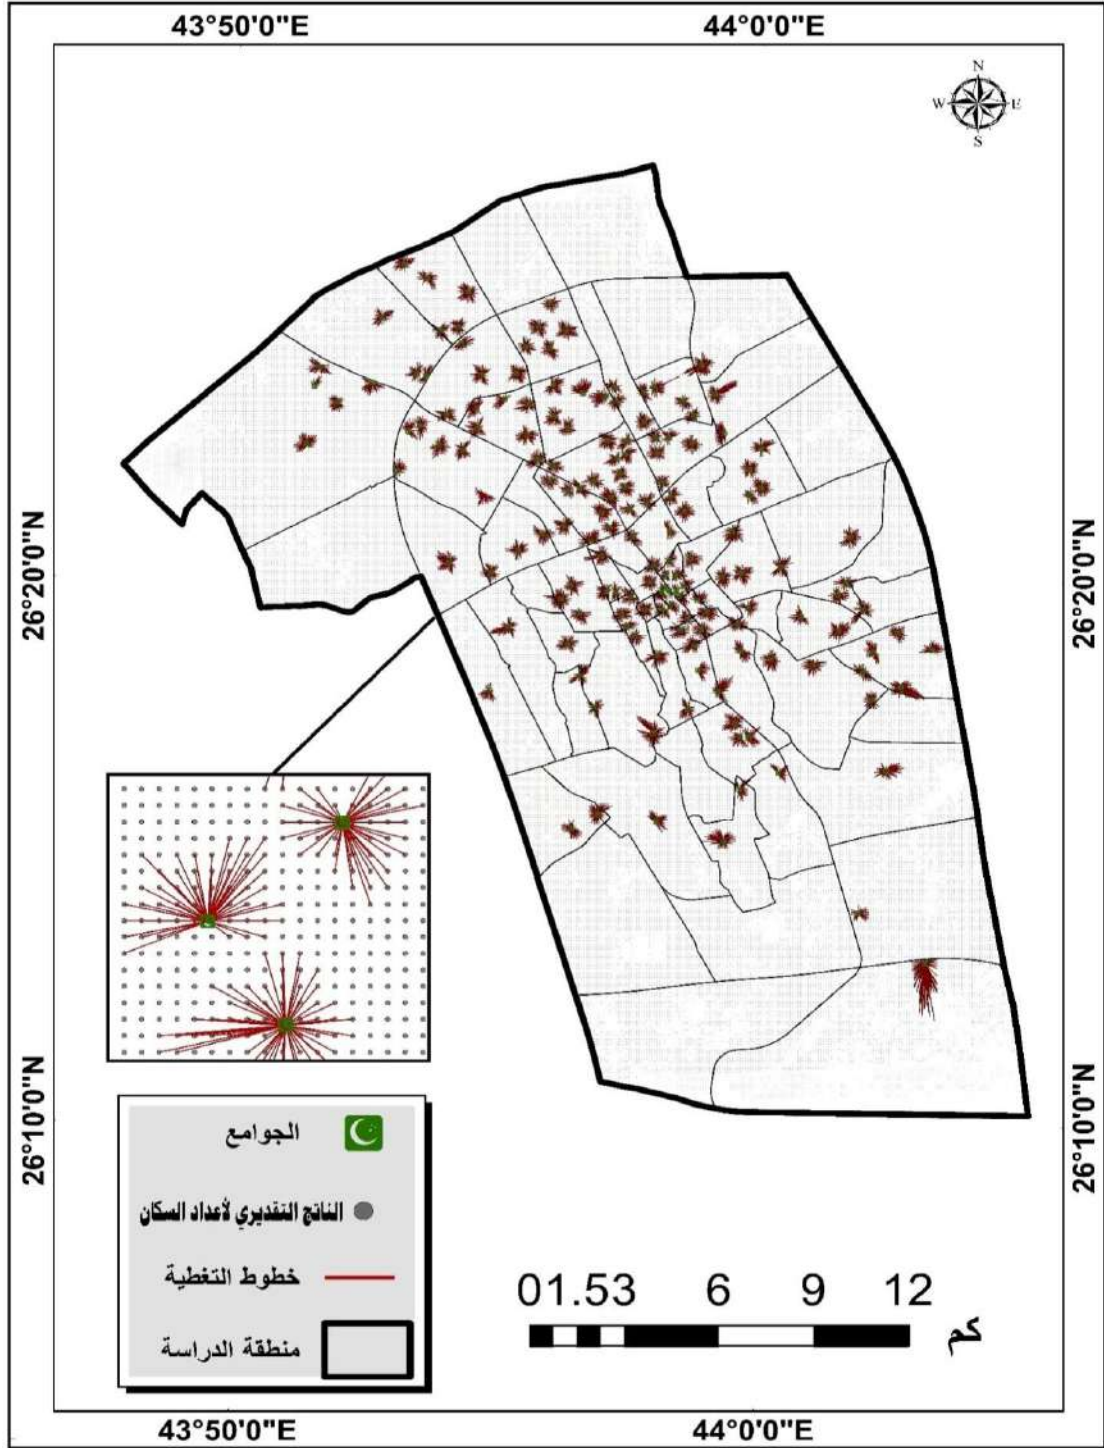 43°50'0"E
44°0'0"E
N
W
E
S
26°20'0"N
26°20'0"N
26°10'0"N
26°10'0"N
الجوامع
الناتج التقديري لأعداد السكان
خطوط التغطية
منطقة الدراسة
01.53 6 9 12
كم
43°50'0"E
44°0'0"E